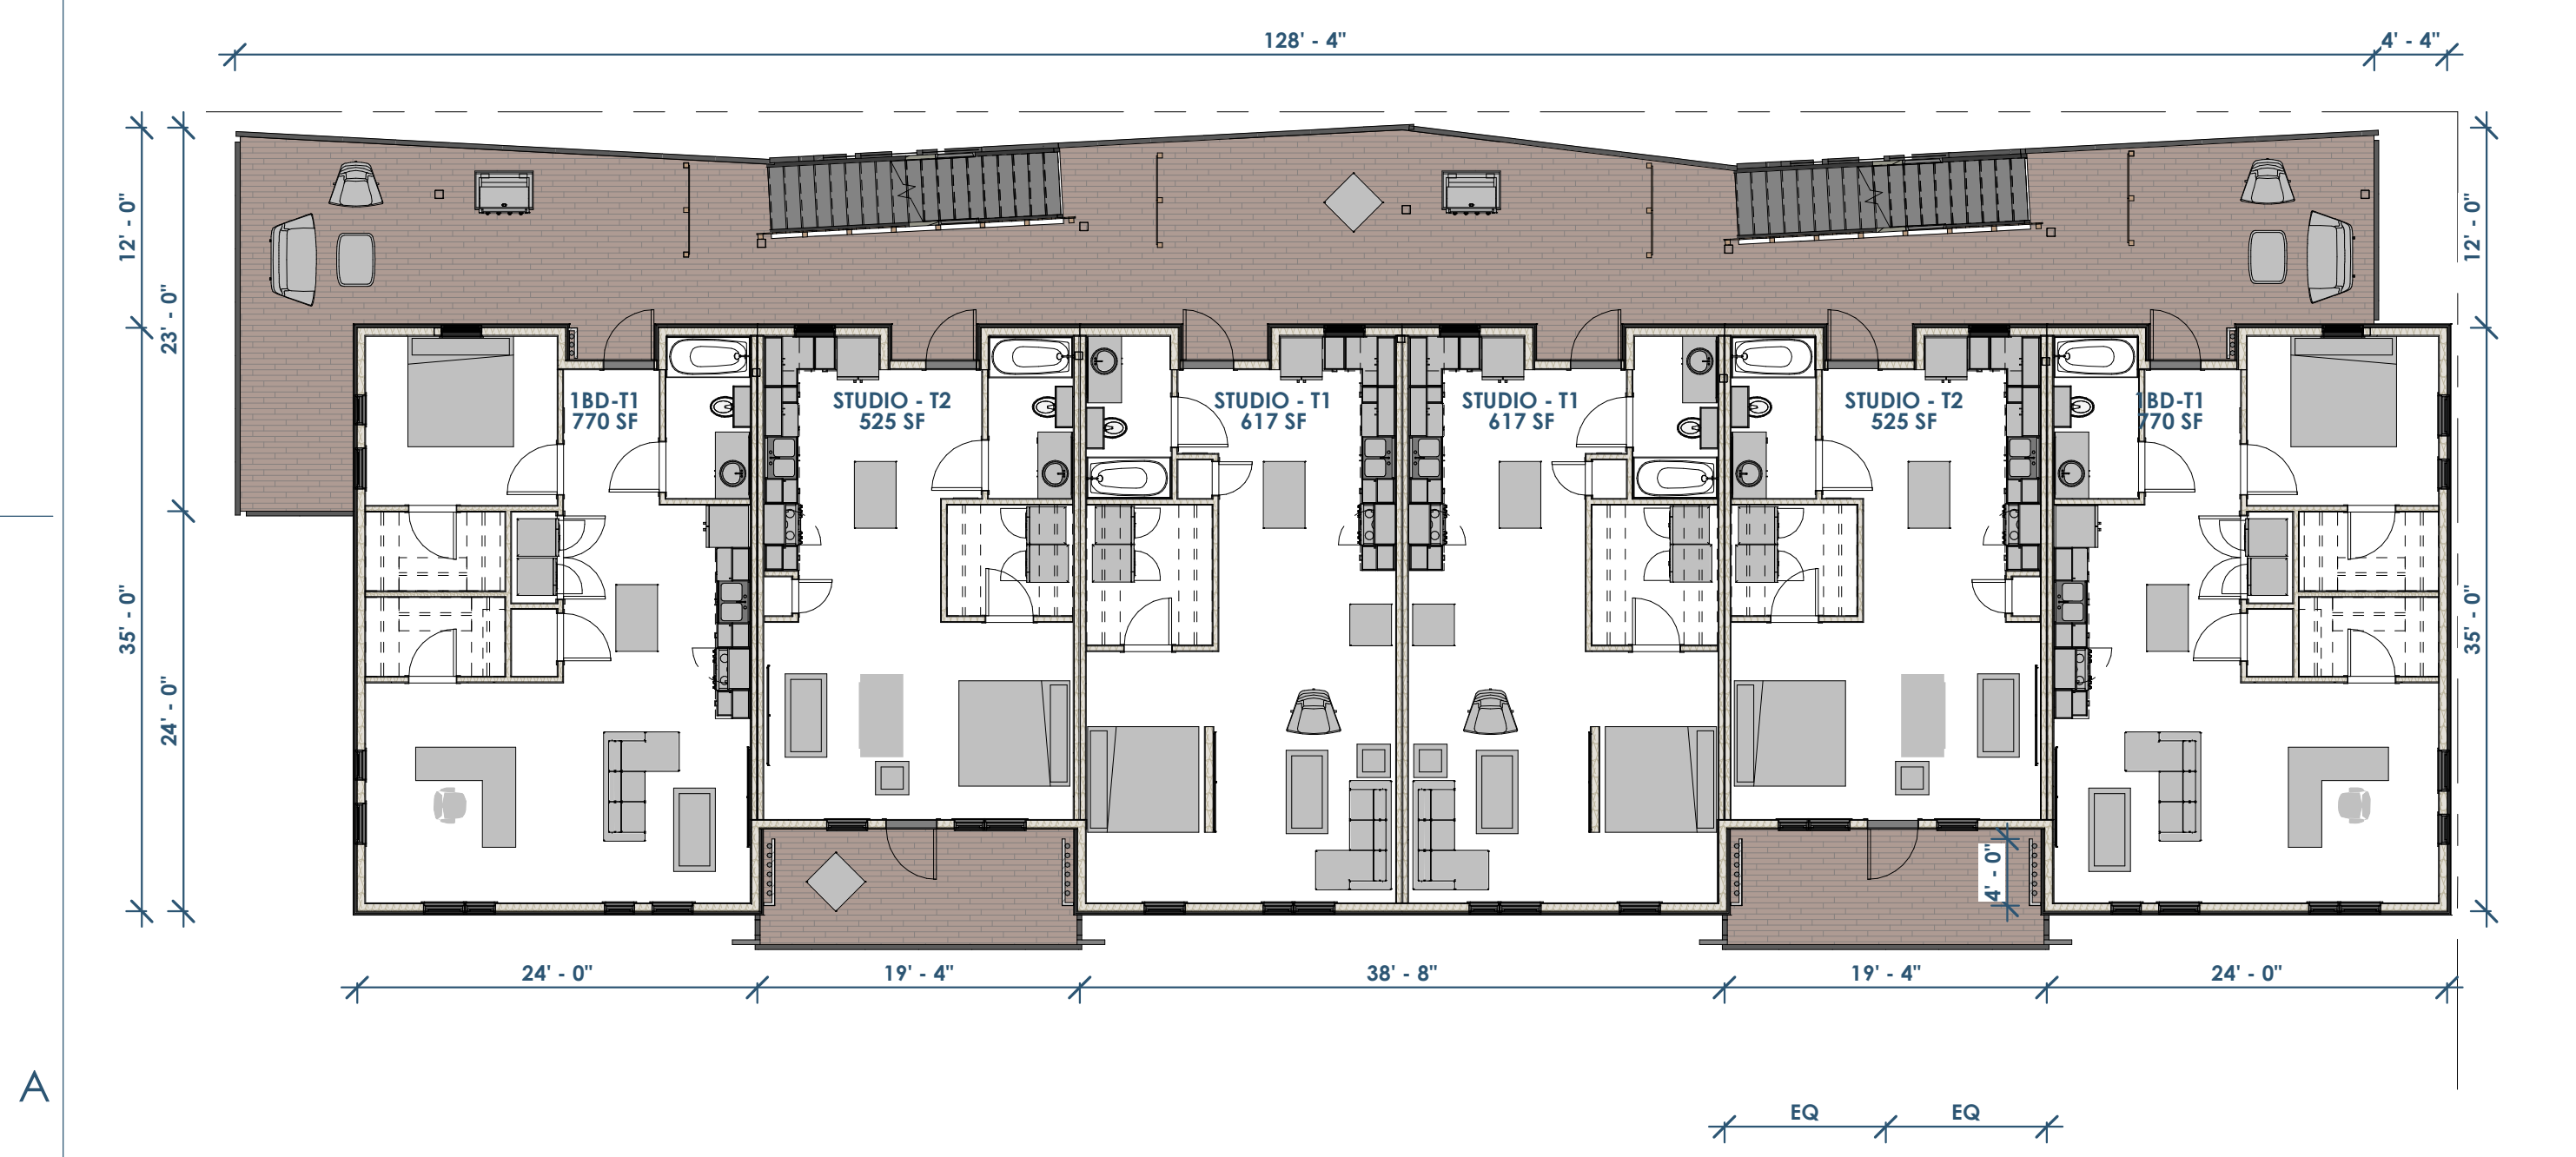 128' - 4"
4' - 4"
12' - 0"
23' - 0"
12' - 0"
1BD-T1
770 SF
STUDIO - T2
525 SF
STUDIO - T1
617 SF
STUDIO - T1
617 SF
STUDIO - T2
525 SF
1BD-T1
770 SF
35' - 0"
24' - 0"
35' - 0"
4' - 0"
24' - 0"
19' - 4"
38' - 8"
19' - 4"
24' - 0"
A
EQ
EQ